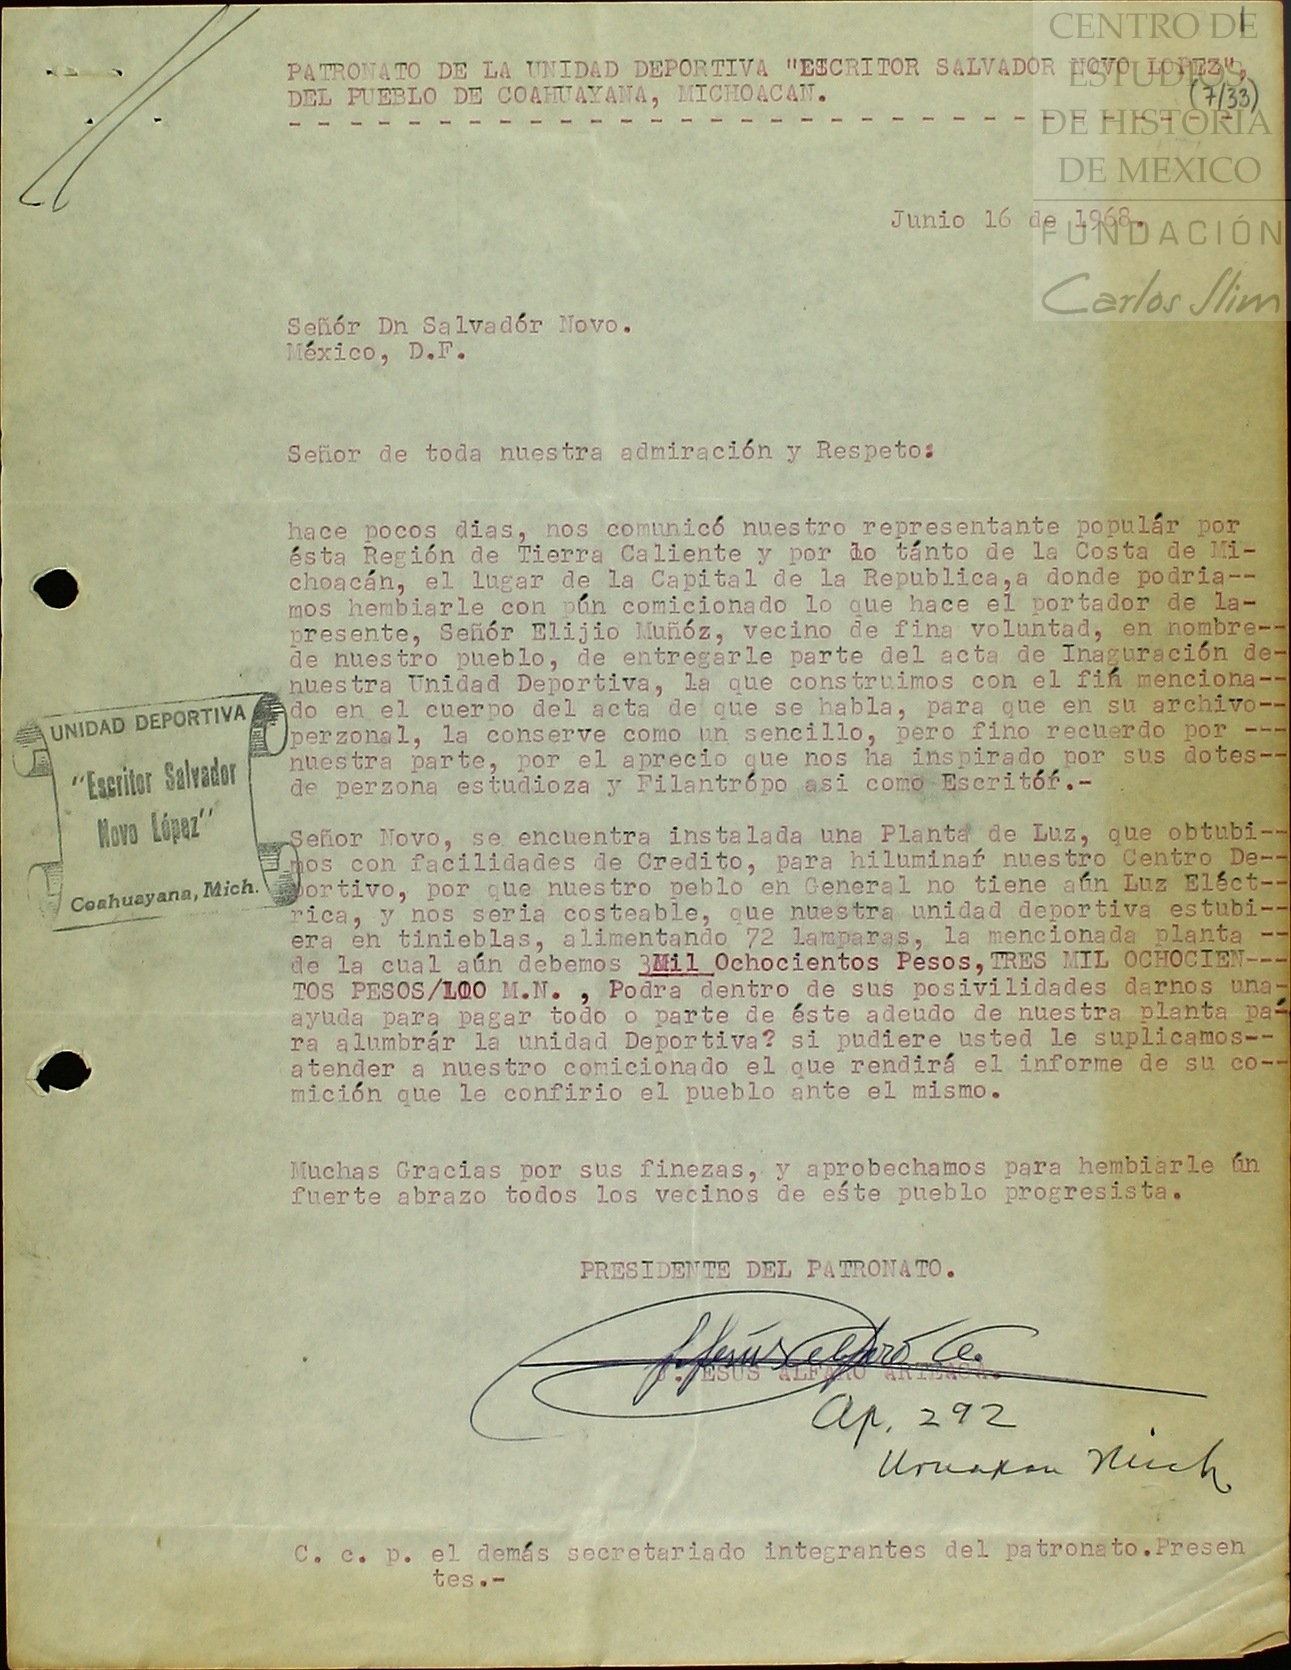 CENTRO DE
ESTUDIOS
DE HISTORIA
DE MEXICO
FUNDACIÓN
Carlos Slim
(7/33)
PATRONATO DE LA UNIDAD DEPORTIVA "ESCRITOR SALVADOR NOVO LOPEZ",
DEL PUEBLO DE COAHUAYANA, MICHOACAN.
Junio 16 de 1968.
Señór Dn Salvadór Novo.
México, D.F.
Señor de toda nuestra admiración y Respeto:
hace pocos dias, nos comunicó nuestro representante populár por
ésta Región de Tierra Caliente y por lo tánto de la Costa de Mi-
choacán, el lugar de la Capital de la Republica,a donde podria--
mos hembiarle con pún comicionado lo que hace el portador de la-
presente, Señór Elijio Muñóz, vecino de fina voluntad, en nombre--
de nuestro pueblo, de entregarle parte del acta de Inaguración de-
nuestra Unidad Deportiva, la que construimos con el fin menciona--
do en el cuerpo del acta de que se habla, para que en su archivo--
perzonal, la conserve como un sencillo, pero fino recuerdo por ---
nuestra parte, por el aprecio que nos ha inspirado por sus dotes--
de perzona estudioza y Filantrópo asi como Escritór.-
Señor Novo, se encuentra instalada una Planta de Luz, que obtubi--
mos con facilidades de Credito, para hiluminar nuestro Centro De--
portivo, por que nuestro peblo en General no tiene aún Luz Eléct--
rica, y nos seria costeable, que nuestra unidad deportiva estubi--
era en tinieblas, alimentando 72 lamparas, la mencionada planta --
de la cual aún debemos 3Mil Ochocientos Pesos,TRES MIL OCHOCIEN---
TOS PESOS/100 M.N. , Podra dentro de sus posivilidades darnos una-
ayuda para pagar todo o parte de éste adeudo de nuestra planta pa-
ra alumbrár la unidad Deportiva? si pudiere usted le suplicamos--
atender a nuestro comicionado el que rendirá el informe de su co--
mición que le confirio el pueblo ante el mismo.
Muchas Gracias por sus finezas, y aprobechamos para hembiarle ún
fuerte abrazo todos los vecinos de eśte pueblo progresista.
UNIDAD DEPORTIVA
"Escritor Salvador
Novo López"
Coahuayana, Mich.
PRESIDENTE DEL PATRONATO.
J. Jesús Alfaro A.
J. JESUS ALFARO ARTEAGA.
Ap. 292
Uruapan Mich
C. c. p. el demás secretariado integrantes del patronato.Presen
tes.-